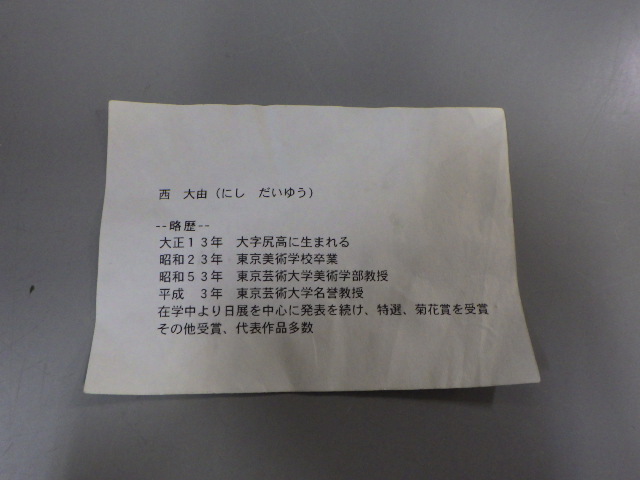 西　大由（にし　だいゆう）
--略歴--
大正１３年　大字尻高に生まれる
昭和２３年　東京美術学校卒業
昭和５３年　東京芸術大学美術学部教授
平成　３年　東京芸術大学名誉教授
在学中より日展を中心に発表を続け、特選、菊花賞を受賞
その他受賞、代表作品多数